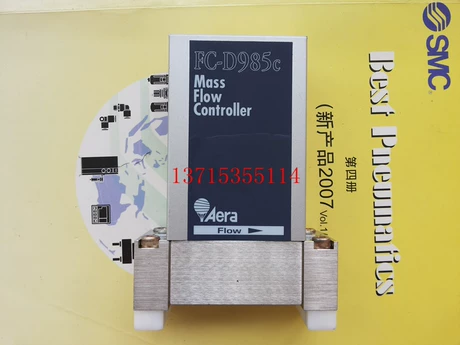 FC-D985c
Mass
Flow
Controller
13715355114
Aera
Flow
SMC
Best Pneumatics
第四册
(新产品2007 Vol.1/